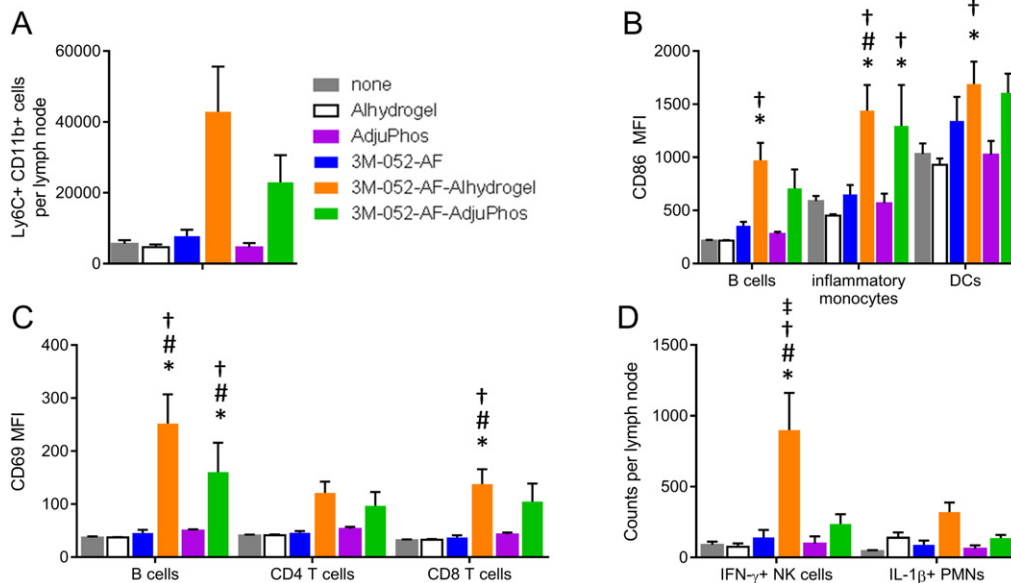 A
Ly6C+ CD11b+ cells
per lymph node
60000
40000
20000
0
none
Alhydrogel
AdjuPhos
3M-052-AF
3M-052-AF-Alhydrogel
3M-052-AF-AdjuPhos
B
CD86 MFI
2000
1500
1000
500
0
†
*
†
#
*
†
*
†
*
B cells
inflammatory
monocytes
DCs
C
CD69 MFI
400
300
200
100
0
†
#
*
†
#
*
†
#
*
B cells
CD4 T cells
CD8 T cells
D
Counts per lymph node
1500
1000
500
0
‡
†
#
*
IFN-γ+ NK cells
IL-1β+ PMNs